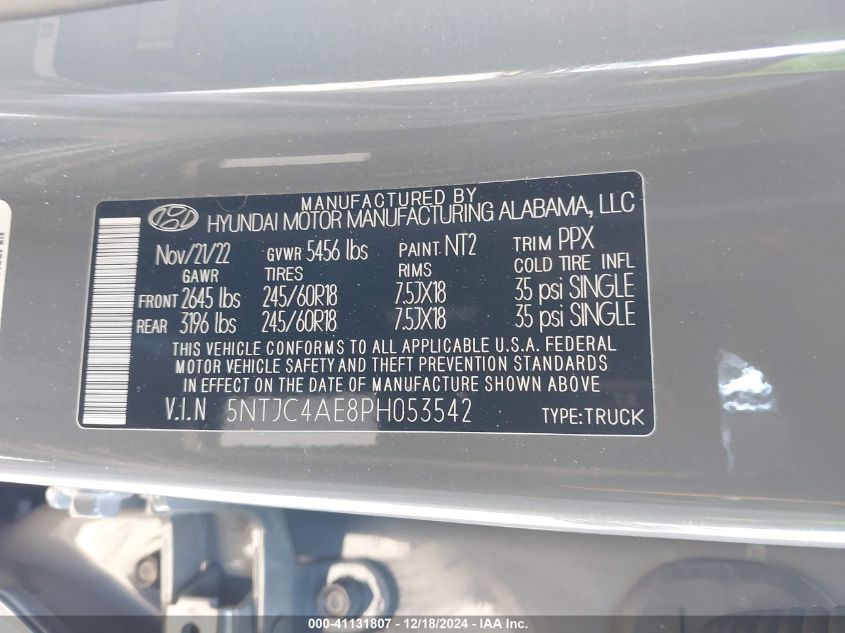 MANUFACTURED BY
HYUNDAI MOTOR MANUFACTURING ALABAMA, LLC
Nov/21/22 GVWR 5456 lbs PAINT NT2 TRIM PPX
GAWR TIRES RIMS COLD TIRE INFL
FRONT 2645 lbs 245/60R18 7.5JX18 35 psi SINGLE
REAR 3196 lbs 245/60R18 7.5JX18 35 psi SINGLE
THIS VEHICLE CONFORMS TO ALL APPLICABLE U.S.A. FEDERAL
MOTOR VEHICLE SAFETY AND THEFT PREVENTION STANDARDS
IN EFFECT ON THE DATE OF MANUFACTURE SHOWN ABOVE
V.I.N 5NTJC4AE8PH053542 TYPE:TRUCK
000-41131807 - 12/18/2024 - IAA Inc.